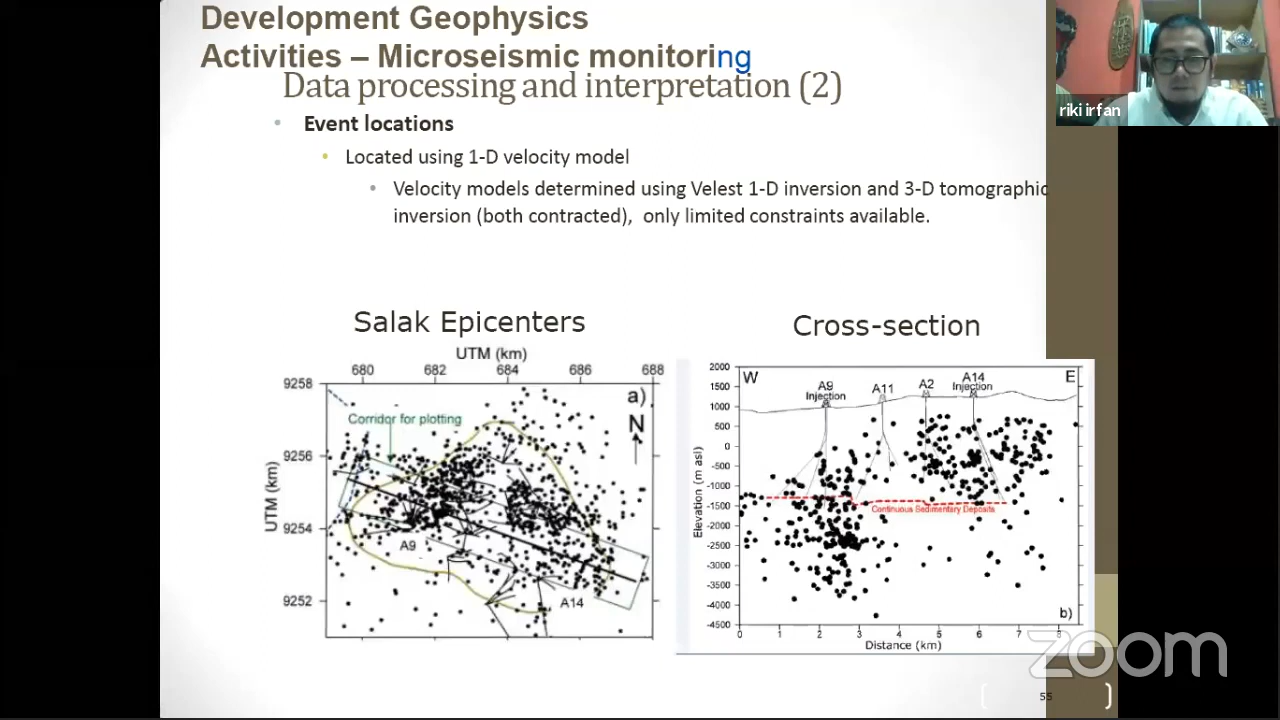 Development Geophysics
Activities – Microseismic monitoring
Data processing and interpretation (2)
riki irfan
• Event locations
• Located using 1-D velocity model
• Velocity models determined using Velest 1-D inversion and 3-D tomographic
inversion (both contracted), only limited constraints available.
Salak Epicenters
UTM (km)
680 682 684 686 688
9258
9256
9254
9252
UTM (km)
a)
N
Corridor for plotting
A9
A14
Cross-section
2000
1500
1000
500
0
-500
-1000
-1500
-2000
-2500
-3000
-3500
-4000
-4500
Elevation (m asl)
W
E
A9
Injection
A11
A2
A14
Injection
Continuous Sedimentary Deposits
b)
0 1 2 3 4 5 6 7 8
Distance (km)
zoom
55